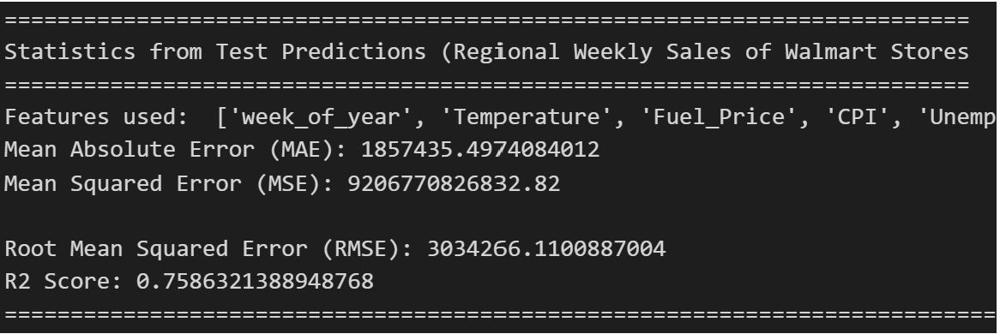 =========================================================================
Statistics from Test Predictions (Regional Weekly Sales of Walmart Stores
=========================================================================
Features used:  ['week_of_year', 'Temperature', 'Fuel_Price', 'CPI', 'Unemp
Mean Absolute Error (MAE): 1857435.4974084012
Mean Squared Error (MSE): 9206770826832.82
Root Mean Squared Error (RMSE): 3034266.1100887004
R2 Score: 0.7586321388948768
===========================================================================